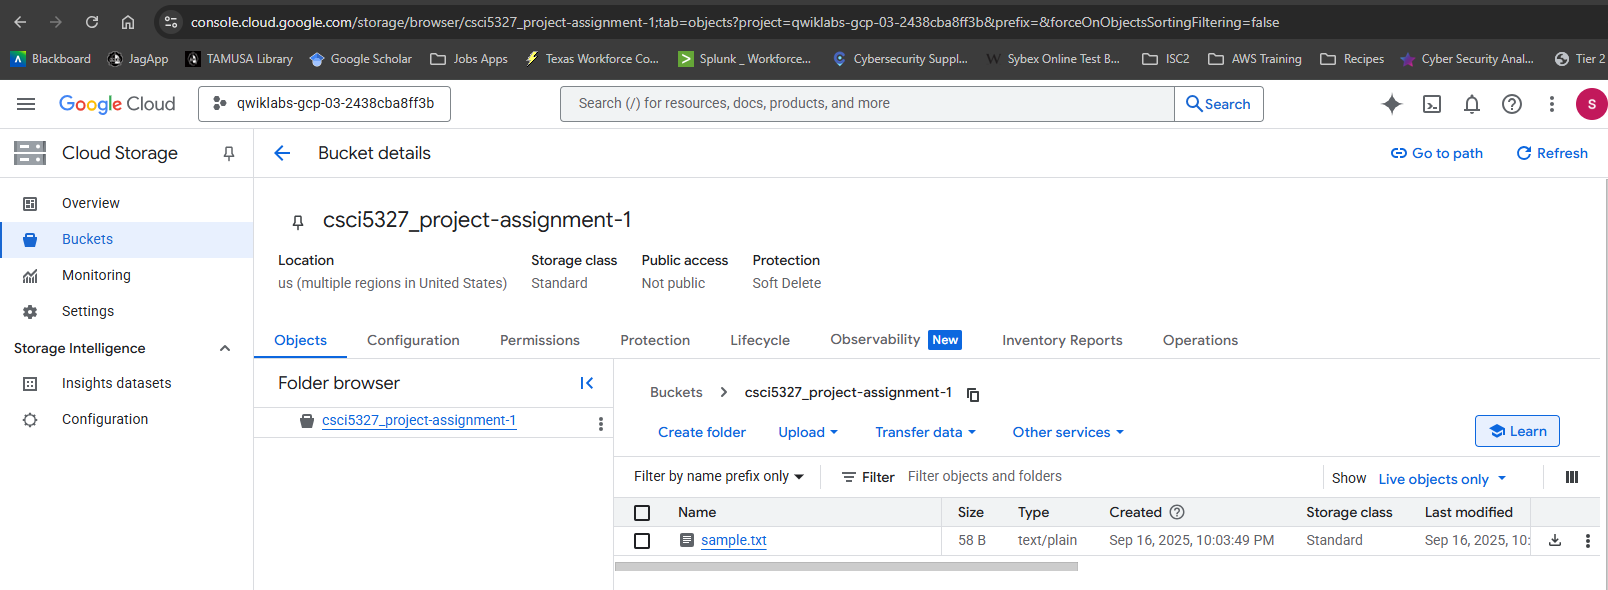 console.cloud.google.com/storage/browser/csci5327_project-assignment-1;tab=objects?project=qwiklabs-gcp-03-2438cba8ff3b&prefix=&forceOnObjectsSortingFiltering=false
Blackboard JagApp TAMUSA Library Google Scholar Jobs Apps Texas Workforce Co... Splunk _ Workforce... Cybersecurity Suppl... Sybex Online Test B... ISC2 AWS Training Recipes Cyber Security Anal... Tier 2
Google Cloud qwiklabs-gcp-03-2438cba8ff3b Search (/) for resources, docs, products, and more Search S
Cloud Storage Bucket details Go to path Refresh
Overview
Buckets
Monitoring
Settings
Storage Intelligence
Insights datasets
Configuration
csci5327_project-assignment-1
Location Storage class Public access Protection
us (multiple regions in United States) Standard Not public Soft Delete
Objects Configuration Permissions Protection Lifecycle Observability New Inventory Reports Operations
Folder browser
csci5327_project-assignment-1
Buckets > csci5327_project-assignment-1
Create folder Upload Transfer data Other services Learn
Filter by name prefix only Filter Filter objects and folders Show Live objects only
Name Size Type Created Storage class Last modified
sample.txt 58 B text/plain Sep 16, 2025, 10:03:49 PM Standard Sep 16, 2025, 10: